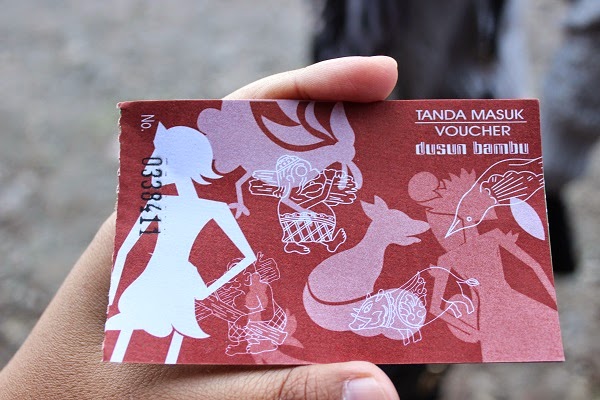 TANDA MASUK
VOUCHER
dusun bambu
No. 0338411